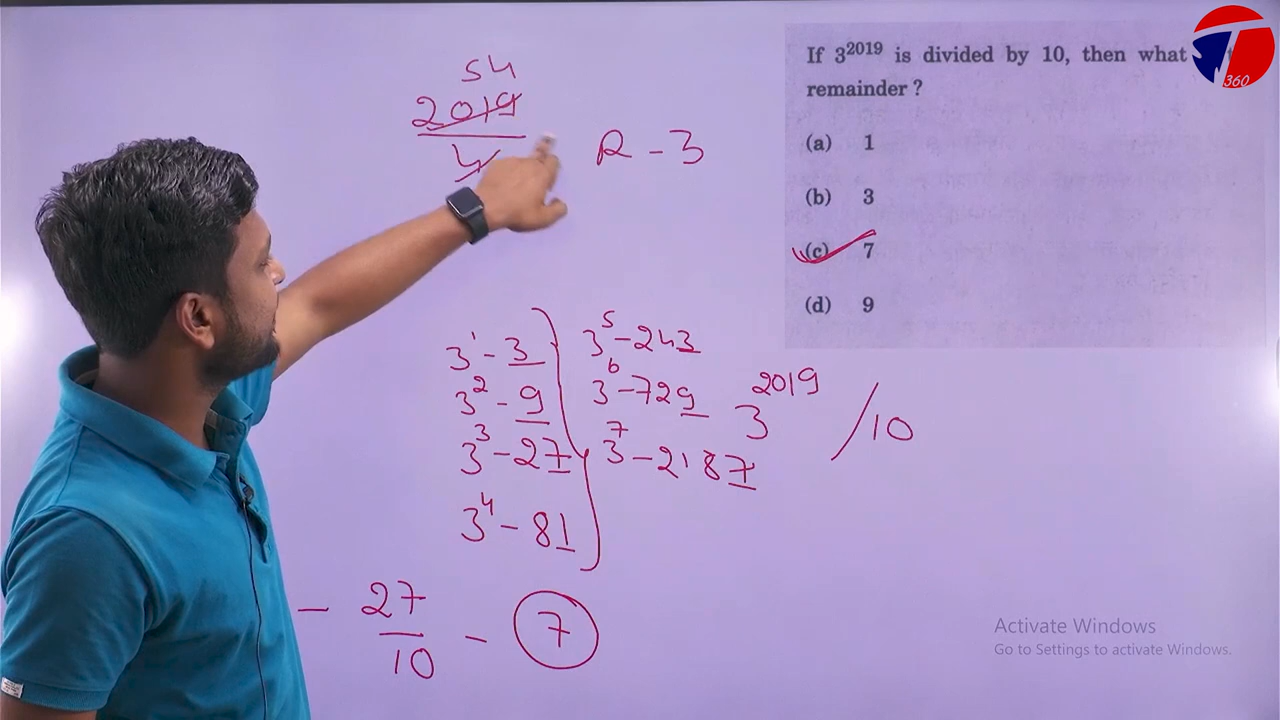 If 3^2019 is divided by 10, then what
remainder ?
(a) 1
(b) 3
(c) 7
(d) 9
360
54
2019
4
R - 3
3^1 - 3
3^2 - 9
3^3 - 27
3^4 - 81
3^5 - 243
3^6 - 729
3^7 - 2187
3^2019 / 10
- 27
10
- 7
Activate Windows
Go to Settings to activate Windows.